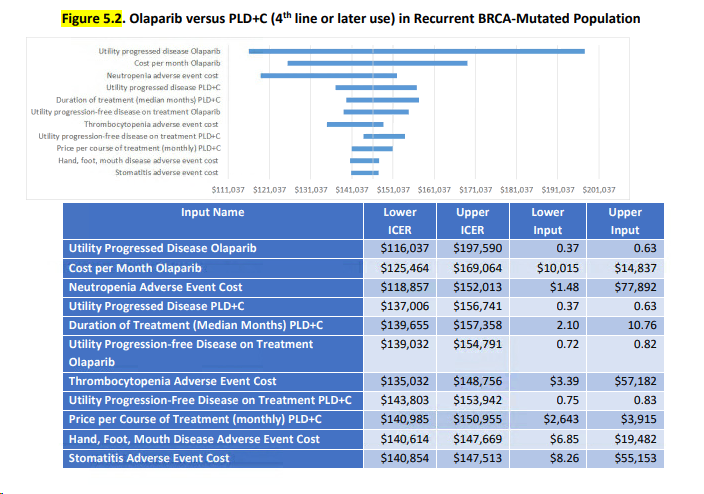 Figure 5.2. Olaparib versus PLD+C (4th line or later use) in Recurrent BRCA-Mutated Population
Utility progressed disease Olaparib
Cost per month Olaparib
Neutropenia adverse event cost
Utility progressed disease PLD+C
Duration of treatment (median months) PLD+C
Utility progression-free disease on treatment Olaparib
Thrombocytopenia adverse event cost
Utility progression-free disease on treatment PLD+C
Price per course of treatment (monthly) PLD+C
Hand, foot, mouth disease adverse event cost
Stomatitis adverse event cost
$111,037 $121,037 $131,037 $141,037 $151,037 $161,037 $171,037 $181,037 $191,037 $201,037
Input Name Lower ICER Upper ICER Lower Input Upper Input
Utility Progressed Disease Olaparib $116,037 $197,590 0.37 0.63
Cost per Month Olaparib $125,464 $169,064 $10,015 $14,837
Neutropenia Adverse Event Cost $118,857 $152,013 $1.48 $77,892
Utility Progressed Disease PLD+C $137,006 $156,741 0.37 0.63
Duration of Treatment (Median Months) PLD+C $139,655 $157,358 2.10 10.76
Utility Progression-free Disease on Treatment Olaparib $139,032 $154,791 0.72 0.82
Thrombocytopenia Adverse Event Cost $135,032 $148,756 $3.39 $57,182
Utility Progression-Free Disease on Treatment PLD+C $143,803 $153,942 0.75 0.83
Price per Course of Treatment (monthly) PLD+C $140,985 $150,955 $2,643 $3,915
Hand, Foot, Mouth Disease Adverse Event Cost $140,614 $147,669 $6.85 $19,482
Stomatitis Adverse Event Cost $140,854 $147,513 $8.26 $55,153